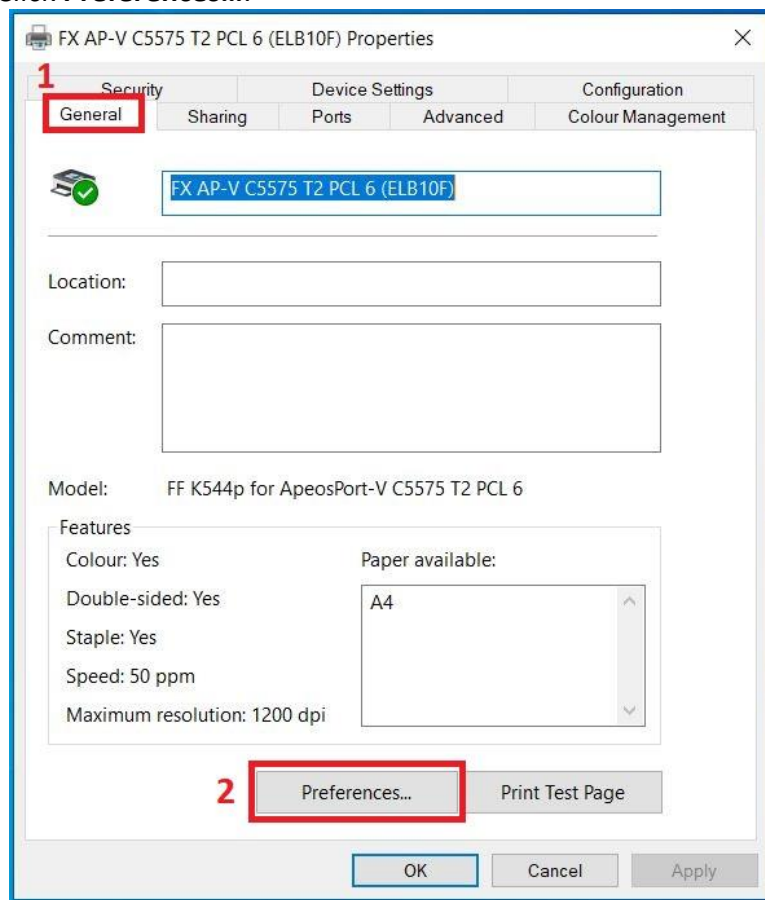 FX AP-V C5575 T2 PCL 6 (ELB10F) Properties
1
Security Device Settings Configuration
General Sharing Ports Advanced Colour Management
FX AP-V C5575 T2 PCL 6 (ELB10F)
Location:
Comment:
Model: FF K544p for ApeosPort-V C5575 T2 PCL 6
Features
Colour: Yes Paper available:
Double-sided: Yes A4
Staple: Yes
Speed: 50 ppm
Maximum resolution: 1200 dpi
2 Preferences... Print Test Page
OK Cancel Apply